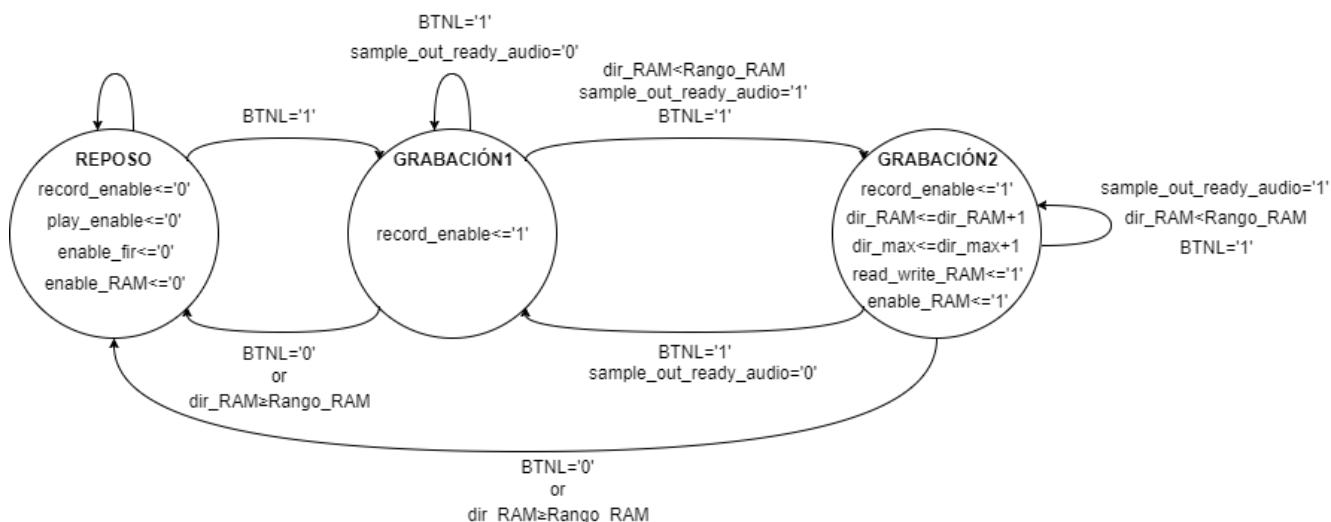 BTNL='1'
sample_out_ready_audio='0'
dir_RAM<Rango_RAM
sample_out_ready_audio='1'
BTNL='1'
BTNL='1'
REPOSO
record_enable<='0'
play_enable<='0'
enable_fir<='0'
enable_RAM<='0'
GRABACIÓN1
record_enable<='1'
GRABACIÓN2
record_enable<='1'
dir_RAM<=dir_RAM+1
dir_max<=dir_max+1
read_write_RAM<='1'
enable_RAM<='1'
sample_out_ready_audio='1'
dir_RAM<Rango_RAM
BTNL='1'
BTNL='0'
or
dir_RAM≥Rango_RAM
BTNL='1'
sample_out_ready_audio='0'
BTNL='0'
or
dir_RAM≥Rango_RAM